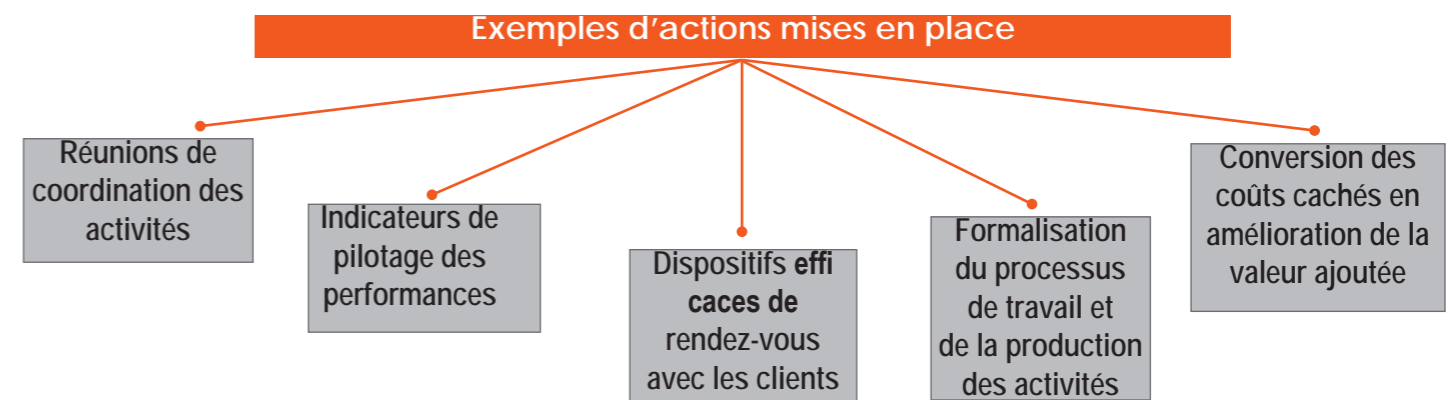 Exemples d'actions mises en place
Réunions de
coordination des
activités
Indicateurs de
pilotage des
performances
Dispositifs effi
caces de
rendez-vous
avec les clients
Formalisation
du processus
de travail et
de la production
des activités
Conversion des
coûts cachés en
amélioration de la
valeur ajoutée